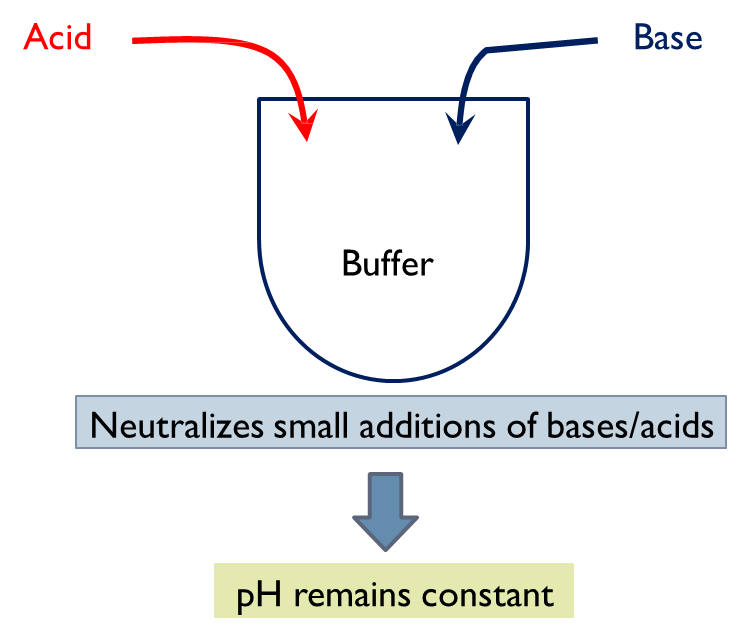 Acid
Base
Buffer
Neutralizes small additions of bases/acids
pH remains constant